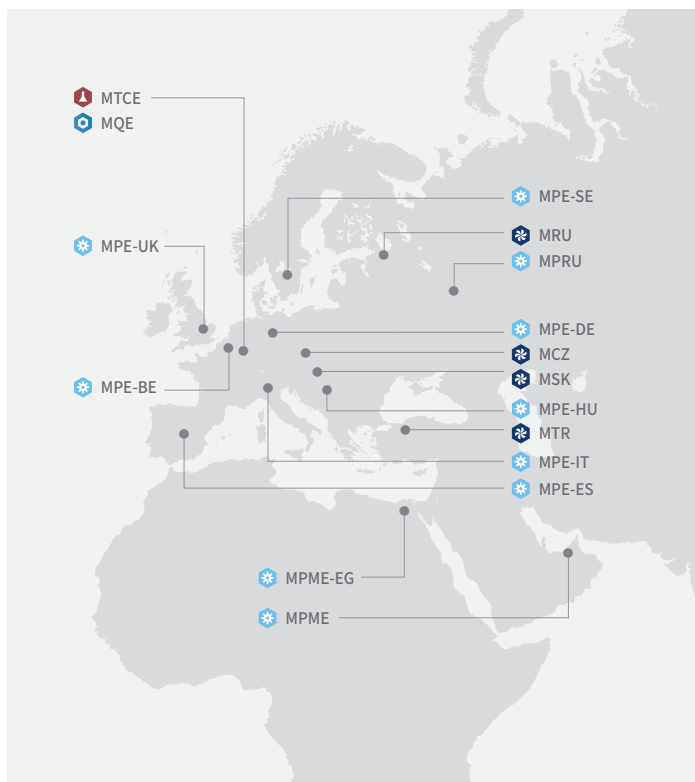 MTCE
MQE
MPE-SE
MRU
MPE-UK
MPRU
MPE-DE
MCZ
MSK
MPE-BE
MPE-HU
MTR
MPE-IT
MPE-ES
MPME-EG
MPME